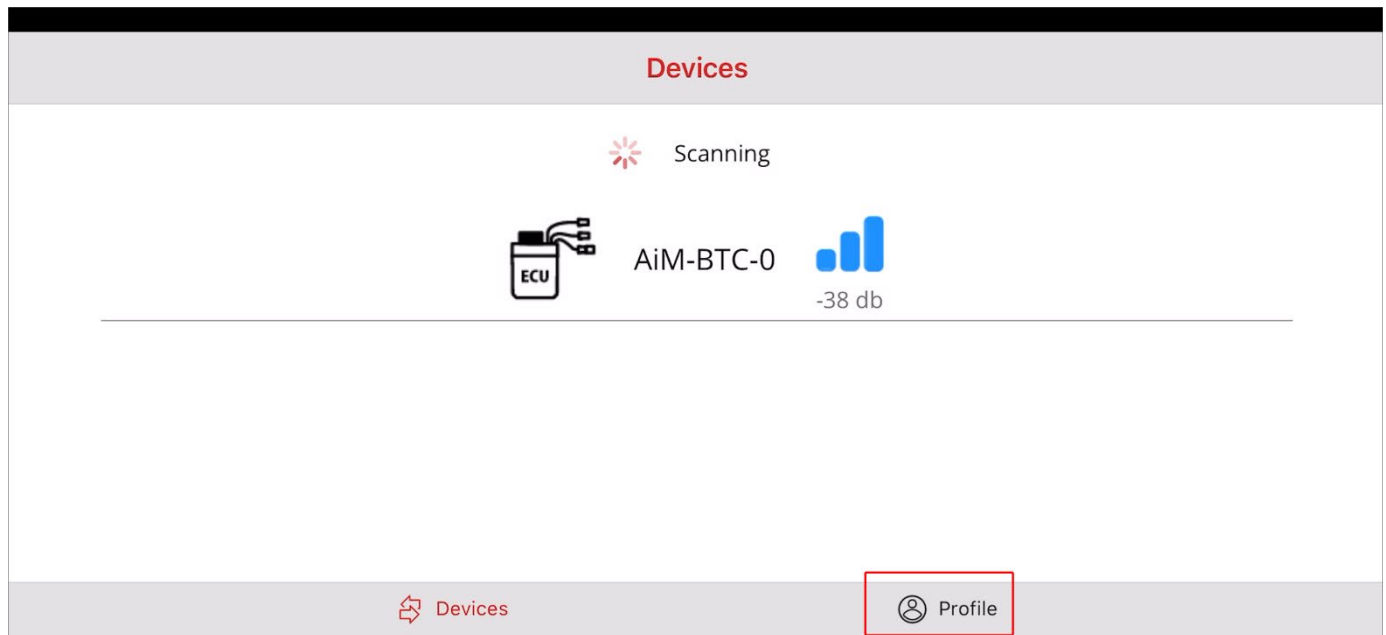 Devices
Scanning
ECU
AiM-BTC-0
-38 db
Devices
Profile